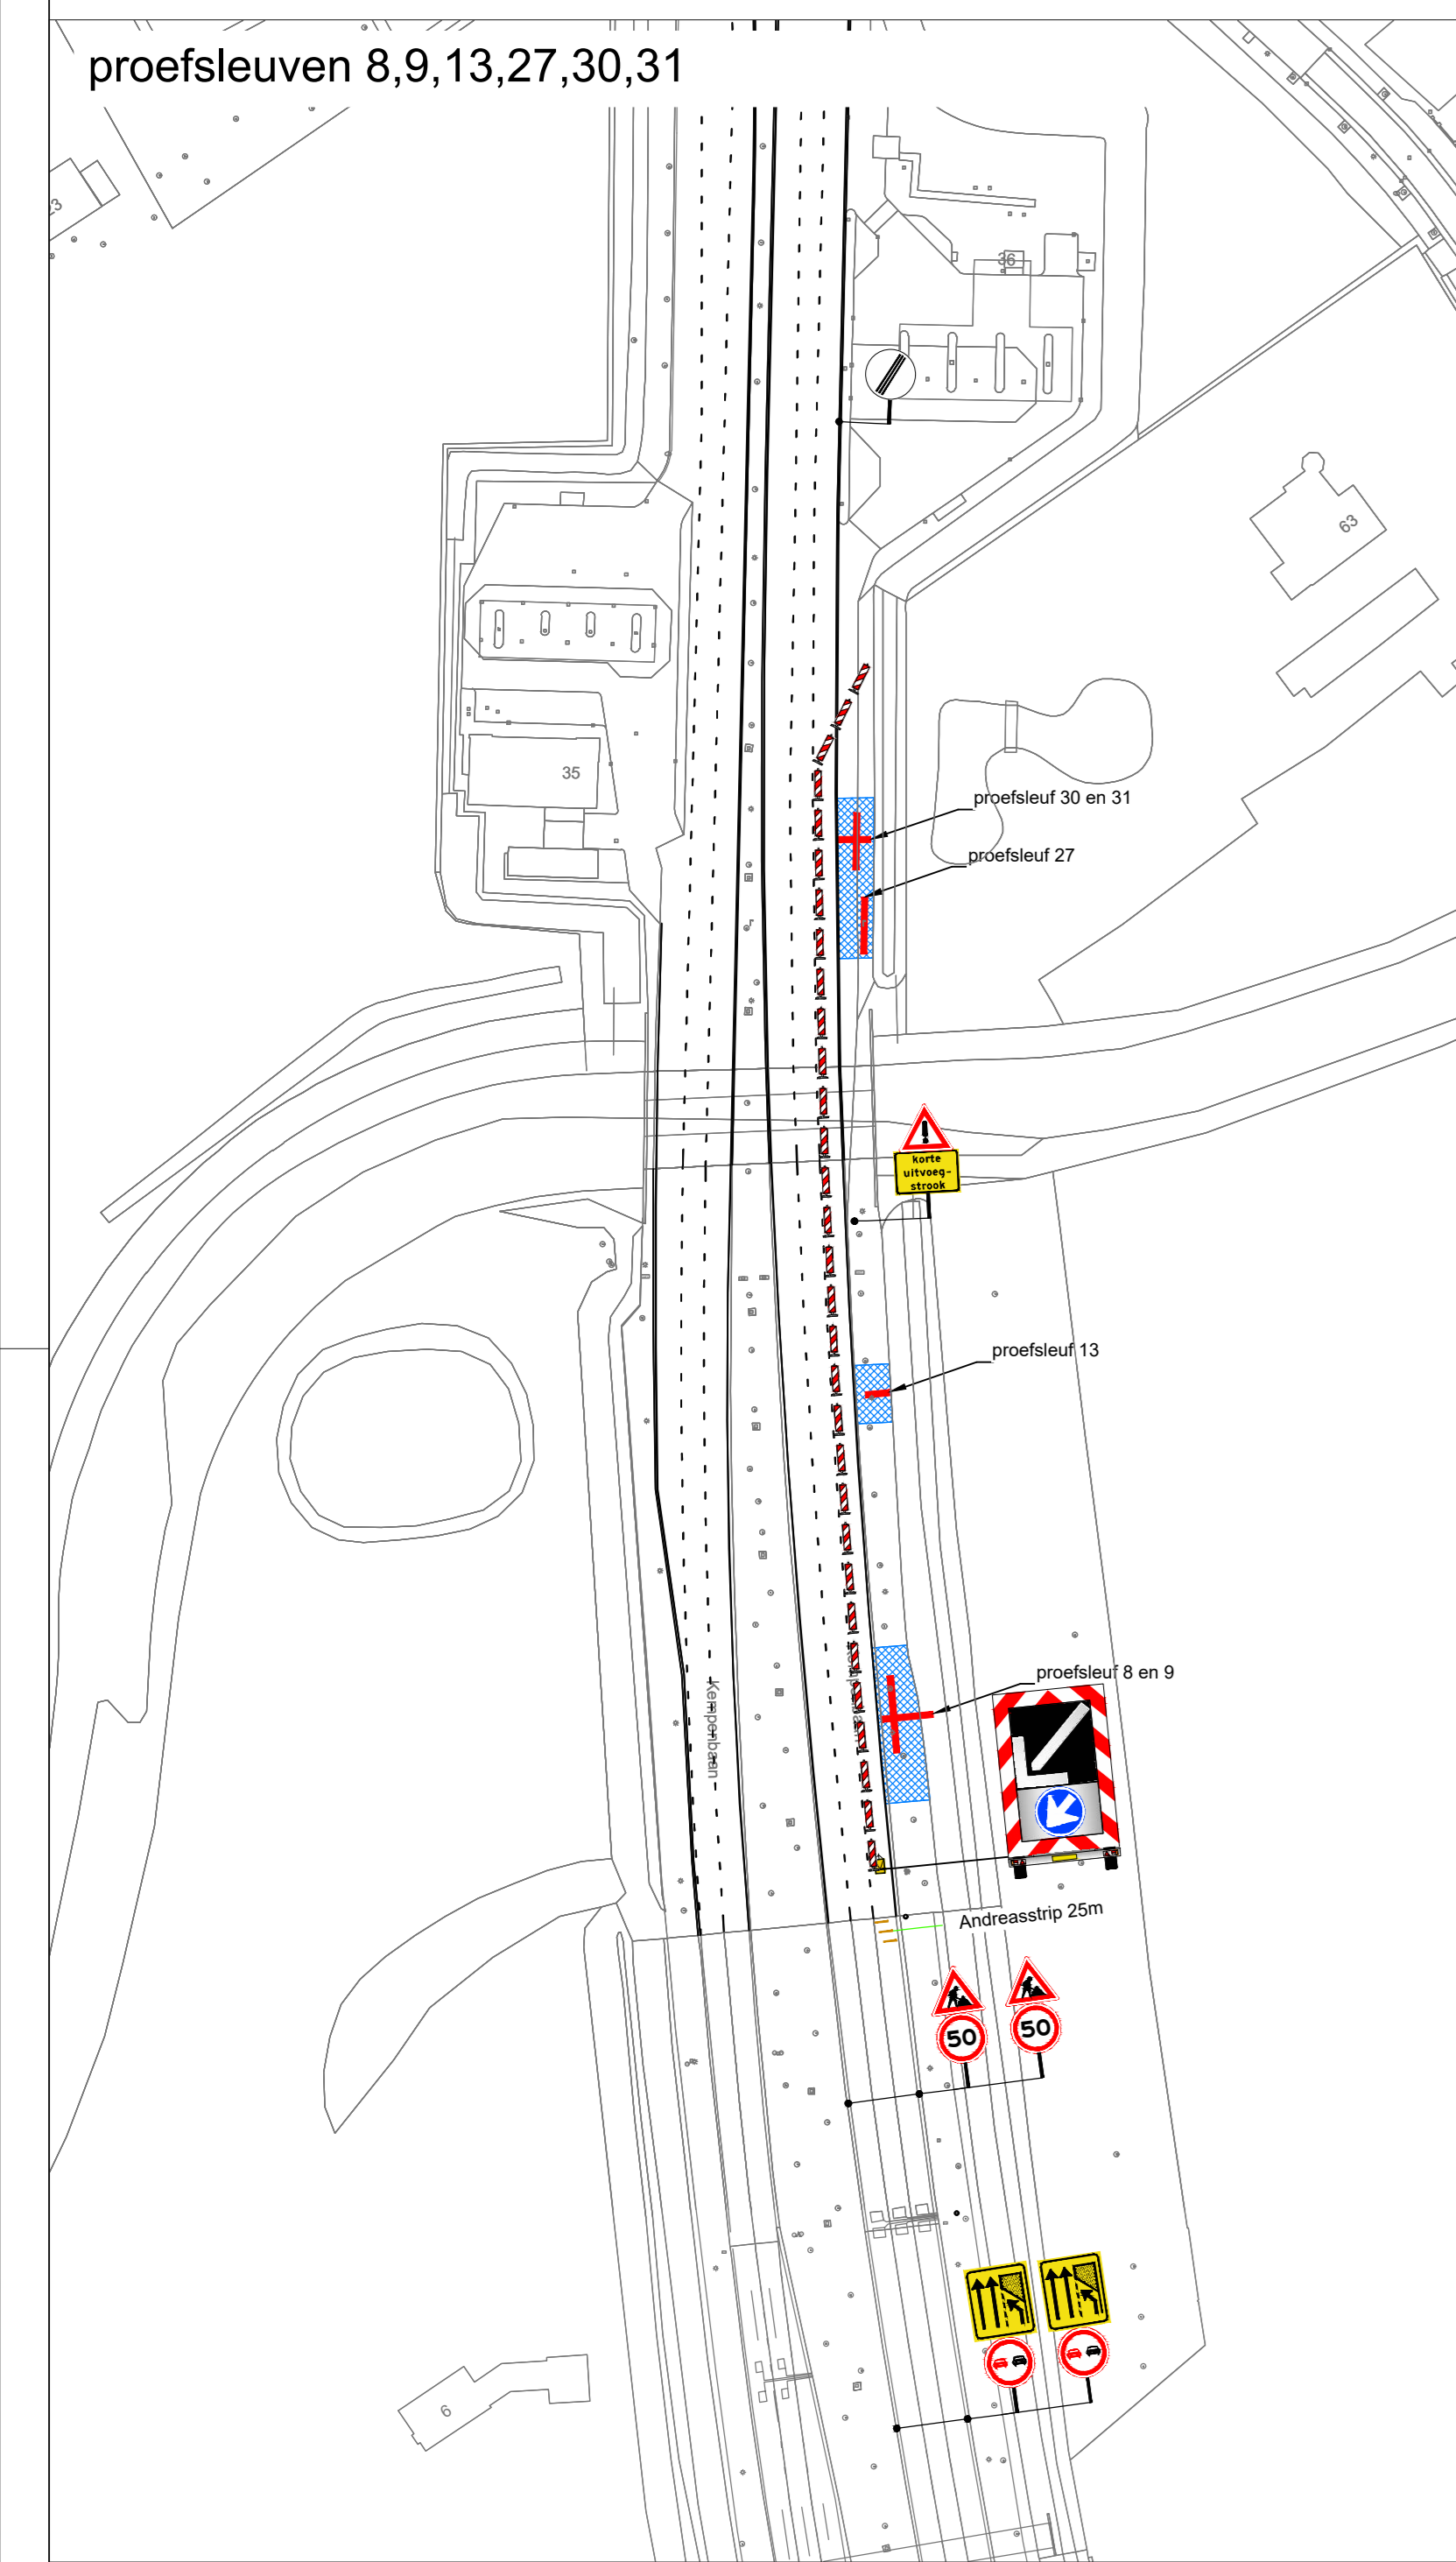 proefsleuven 8,9,13,27,30,31
36
63
35
proefsleuf 30 en 31
proefsleuf 27
korte
uitvoeg-
strook
proefsleuf 13
proefsleuf 8 en 9
Kempenbaan
Andreasstrip 25m
50
50
6